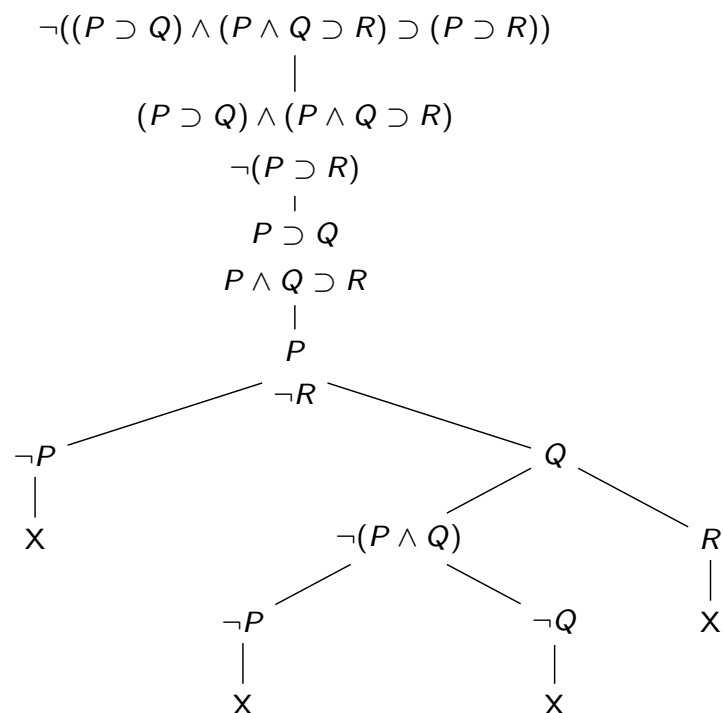 ¬((P ⊃ Q) ∧ (P ∧ Q ⊃ R) ⊃ (P ⊃ R))
(P ⊃ Q) ∧ (P ∧ Q ⊃ R)
¬(P ⊃ R)
P ⊃ Q
P ∧ Q ⊃ R
P
¬R
¬P Q
X ¬(P ∧ Q) R
¬P ¬Q X
X X